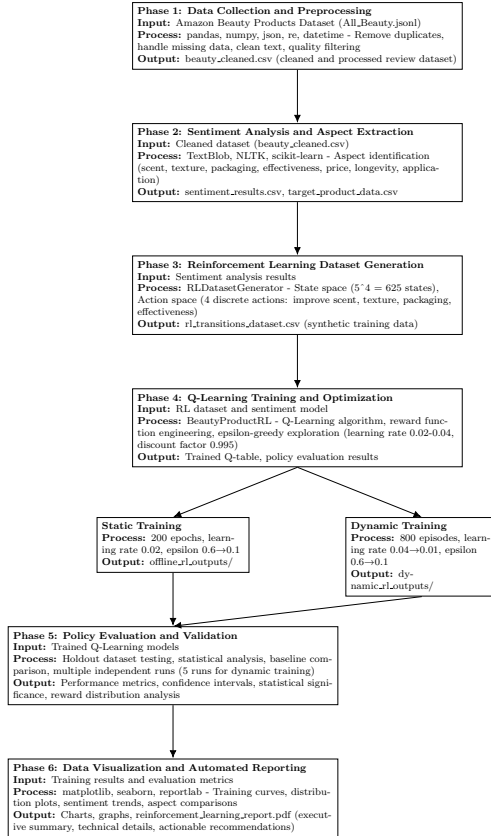 Phase 1: Data Collection and Preprocessing
Input: Amazon Beauty Products Dataset (All_Beauty.jsonl)
Process: pandas, numpy, json, re, datetime - Remove duplicates,
handle missing data, clean text, quality filtering
Output: beauty_cleaned.csv (cleaned and processed review dataset)
Phase 2: Sentiment Analysis and Aspect Extraction
Input: Cleaned dataset (beauty_cleaned.csv)
Process: TextBlob, NLTK, scikit-learn - Aspect identification
(scent, texture, packaging, effectiveness, price, longevity, applica-
tion)
Output: sentiment_results.csv, target_product_data.csv
Phase 3: Reinforcement Learning Dataset Generation
Input: Sentiment analysis results
Process: RLDatasetGenerator - State space (5^4 = 625 states),
Action space (4 discrete actions: improve scent, texture, packaging,
effectiveness)
Output: rl_transitions_dataset.csv (synthetic training data)
Phase 4: Q-Learning Training and Optimization
Input: RL dataset and sentiment model
Process: BeautyProductRL - Q-Learning algorithm, reward func-
tion engineering, epsilon-greedy exploration (learning rate 0.02-0.04,
discount factor 0.995)
Output: Trained Q-table, policy evaluation results
Static Training
Process: 200 epochs, learn-
ing rate 0.02, epsilon 0.6→0.1
Output: offline_rl_outputs/
Dynamic Training
Process: 800 episodes, learn-
ing rate 0.04→0.01, epsilon
0.6→0.1
Output: dy-
namic_rl_outputs/
Phase 5: Policy Evaluation and Validation
Input: Trained Q-Learning models
Process: Holdout dataset testing, statistical analysis, baseline com-
parison, multiple independent runs (5 runs for dynamic training)
Output: Performance metrics, confidence intervals, statistical signi-
ficance, reward distribution analysis
Phase 6: Data Visualization and Automated Reporting
Input: Training results and evaluation metrics
Process: matplotlib, seaborn, reportlab - Training curves, distribu-
tion plots, sentiment trends, aspect comparisons
Output: Charts, graphs, reinforcement_learning_report.pdf (execu-
tive summary, technical details, actionable recommendations)